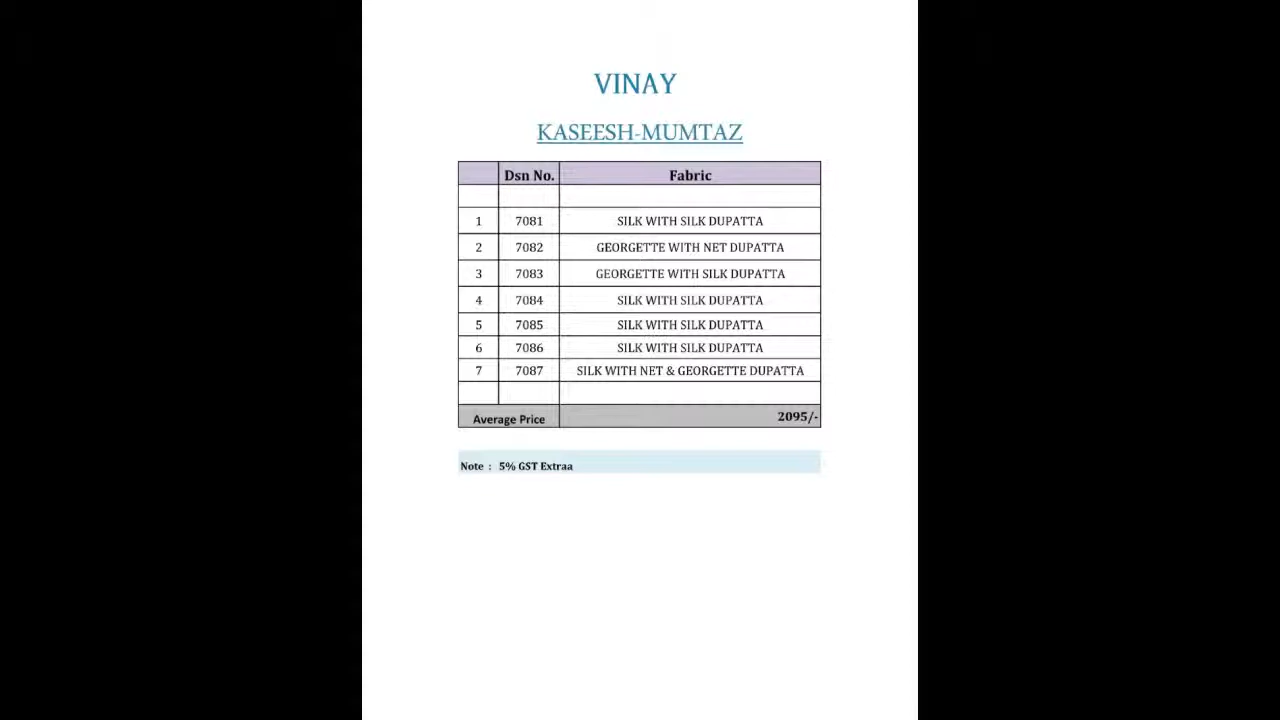 VINAY
KASEESH-MUMTAZ
Dsn No. Fabric
1 7081 SILK WITH SILK DUPATTA
2 7082 GEORGETTE WITH NET DUPATTA
3 7083 GEORGETTE WITH SILK DUPATTA
4 7084 SILK WITH SILK DUPATTA
5 7085 SILK WITH SILK DUPATTA
6 7086 SILK WITH SILK DUPATTA
7 7087 SILK WITH NET & GEORGETTE DUPATTA
Average Price 2095/-
Note : 5% GST Extraa